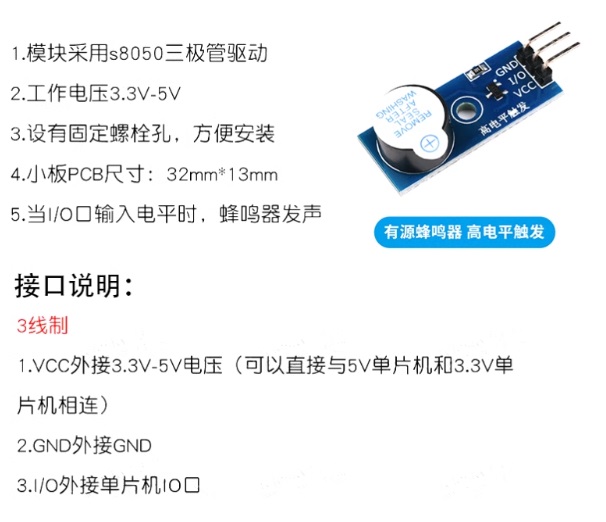 1.模块采用s8050三极管驱动
2.工作电压3.3V-5V
3.设有固定螺栓孔，方便安装
4.小板PCB尺寸：32mm*13mm
5.当I/O口输入电平时，蜂鸣器发声
GND
I/O
VCC
高电平触发
REMOVE
SEAL
AFTER
WASHING
+
有源蜂鸣器 高电平触发
接口说明：
3线制
1.VCC外接3.3V-5V电压（可以直接与5V单片机和3.3V单
片机相连）
2.GND外接GND
3.I/O外接单片机IO口